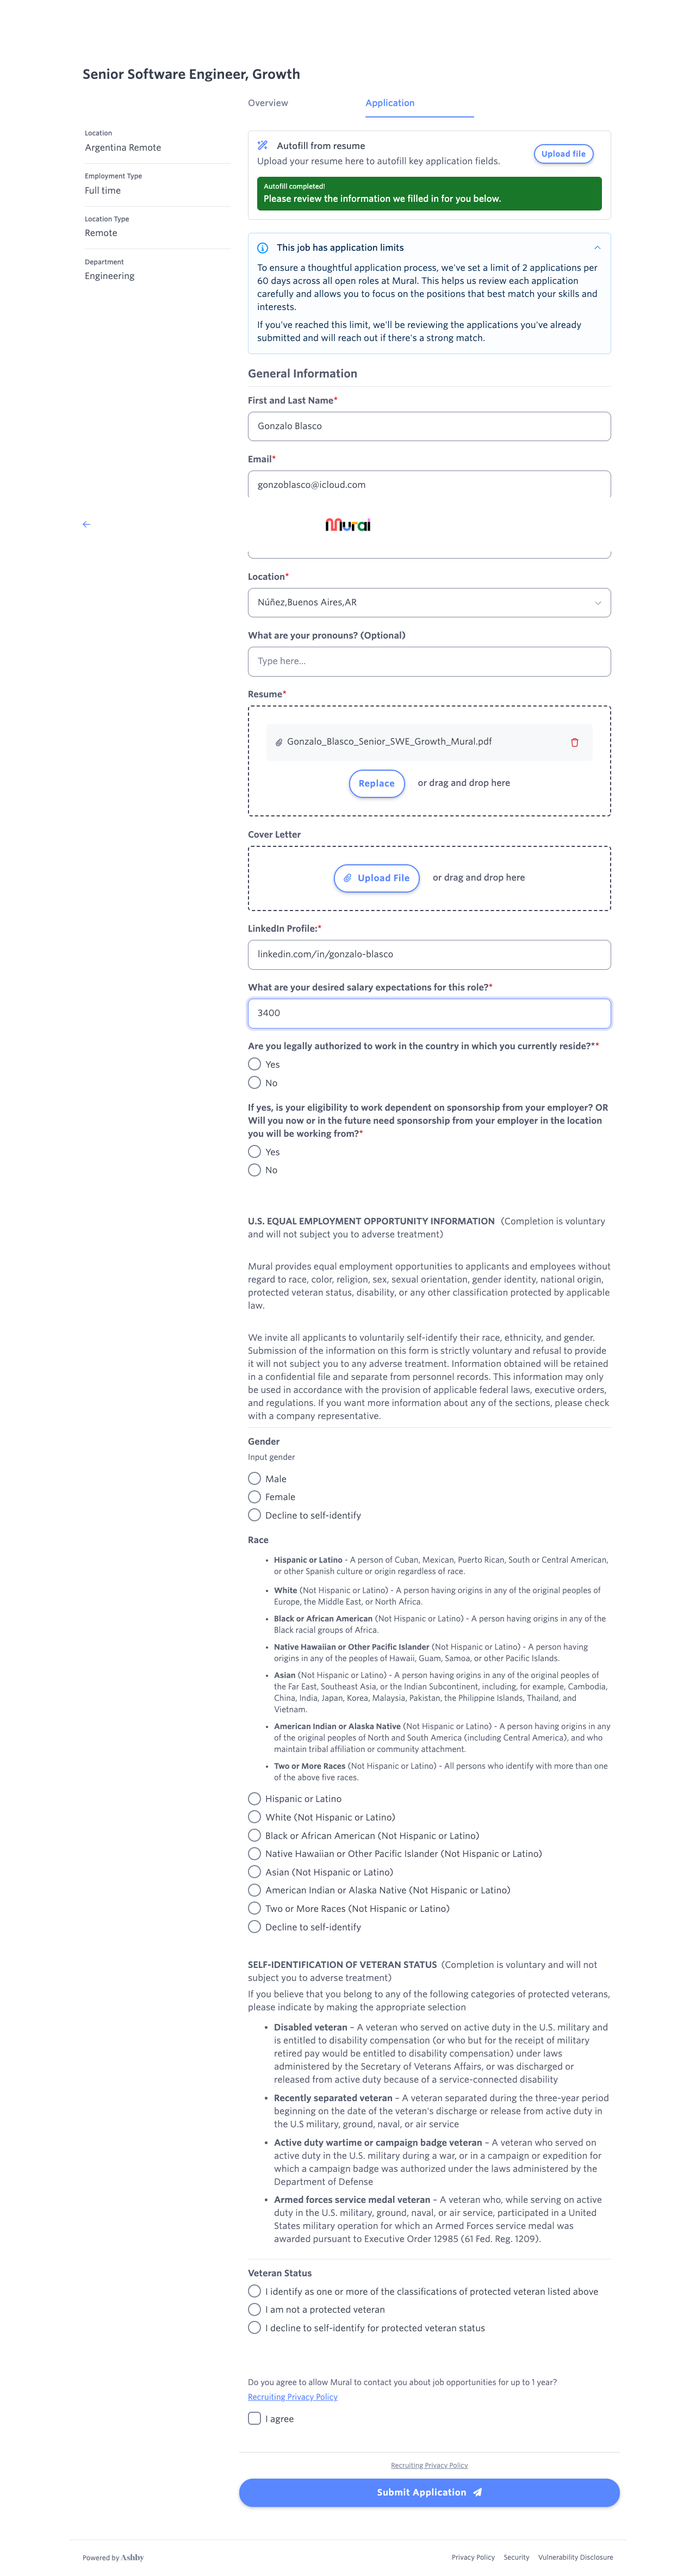 Senior Software Engineer, Growth
Overview
Application
Location
Argentina Remote
Employment Type
Full time
Location Type
Remote
Department
Engineering
Autofill from resume
Upload your resume here to autofill key application fields.
Upload file
Autofill completed!
Please review the information we filled in for you below.
This job has application limits
To ensure a thoughtful application process, we've set a limit of 2 applications per
60 days across all open roles at Mural. This helps us review each application
carefully and allows you to focus on the positions that best match your skills and
interests.
If you've reached this limit, we'll be reviewing the applications you've already
submitted and will reach out if there's a strong match.
General Information
First and Last Name*
Gonzalo Blasco
Email*
gonzoblasco@icloud.com
Mural
Location*
Núñez,Buenos Aires,AR
What are your pronouns? (Optional)
Type here...
Resume*
Gonzalo_Blasco_Senior_SWE_Growth_Mural.pdf
Replace
or drag and drop here
Cover Letter
Upload File
or drag and drop here
LinkedIn Profile:*
linkedin.com/in/gonzalo-blasco
What are your desired salary expectations for this role?*
3400
Are you legally authorized to work in the country in which you currently reside?**
Yes
No
If yes, is your eligibility to work dependent on sponsorship from your employer? OR
Will you now or in the future need sponsorship from your employer in the location
you will be working from?*
Yes
No
U.S. EQUAL EMPLOYMENT OPPORTUNITY INFORMATION (Completion is voluntary
and will not subject you to adverse treatment)
Mural provides equal employment opportunities to applicants and employees without
regard to race, color, religion, sex, sexual orientation, gender identity, national origin,
protected veteran status, disability, or any other classification protected by applicable
law.
We invite all applicants to voluntarily self-identify their race, ethnicity, and gender.
Submission of the information on this form is strictly voluntary and refusal to provide
it will not subject you to any adverse treatment. Information obtained will be retained
in a confidential file and separate from personnel records. This information may only
be used in accordance with the provision of applicable federal laws, executive orders,
and regulations. If you want more information about any of the sections, please check
with a company representative.
Gender
Input gender
Male
Female
Decline to self-identify
Race
• Hispanic or Latino - A person of Cuban, Mexican, Puerto Rican, South or Central American,
or other Spanish culture or origin regardless of race.
• White (Not Hispanic or Latino) - A person having origins in any of the original peoples of
Europe, the Middle East, or North Africa.
• Black or African American (Not Hispanic or Latino) - A person having origins in any of the
Black racial groups of Africa.
• Native Hawaiian or Other Pacific Islander (Not Hispanic or Latino) - A person having
origins in any of the peoples of Hawaii, Guam, Samoa, or other Pacific Islands.
• Asian (Not Hispanic or Latino) - A person having origins in any of the original peoples of
the Far East, Southeast Asia, or the Indian Subcontinent, including, for example, Cambodia,
China, India, Japan, Korea, Malaysia, Pakistan, the Philippine Islands, Thailand, and
Vietnam.
• American Indian or Alaska Native (Not Hispanic or Latino) - A person having origins in any
of the original peoples of North and South America (including Central America), and who
maintain tribal affiliation or community attachment.
• Two or More Races (Not Hispanic or Latino) - All persons who identify with more than one
of the above five races.
Hispanic or Latino
White (Not Hispanic or Latino)
Black or African American (Not Hispanic or Latino)
Native Hawaiian or Other Pacific Islander (Not Hispanic or Latino)
Asian (Not Hispanic or Latino)
American Indian or Alaska Native (Not Hispanic or Latino)
Two or More Races (Not Hispanic or Latino)
Decline to self-identify
SELF-IDENTIFICATION OF VETERAN STATUS (Completion is voluntary and will not
subject you to adverse treatment)
If you believe that you belong to any of the following categories of protected veterans,
please indicate by making the appropriate selection
• Disabled veteran – A veteran who served on active duty in the U.S. military and
is entitled to disability compensation (or who but for the receipt of military
retired pay would be entitled to disability compensation) under laws
administered by the Secretary of Veterans Affairs, or was discharged or
released from active duty because of a service-connected disability
• Recently separated veteran – A veteran separated during the three-year period
beginning on the date of the veteran's discharge or release from active duty in
the U.S military, ground, naval, or air service
• Active duty wartime or campaign badge veteran – A veteran who served on
active duty in the U.S. military during a war, or in a campaign or expedition for
which a campaign badge was authorized under the laws administered by the
Department of Defense
• Armed forces service medal veteran – A veteran who, while serving on active
duty in the U.S. military, ground, naval, or air service, participated in a United
States military operation for which an Armed Forces service medal was
awarded pursuant to Executive Order 12985 (61 Fed. Reg. 1209).
Veteran Status
I identify as one or more of the classifications of protected veteran listed above
I am not a protected veteran
I decline to self-identify for protected veteran status
Do you agree to allow Mural to contact you about job opportunities for up to 1 year?
Recruiting Privacy Policy
I agree
Recruiting Privacy Policy
Submit Application
Powered by Ashby
Privacy Policy
Security
Vulnerability Disclosure